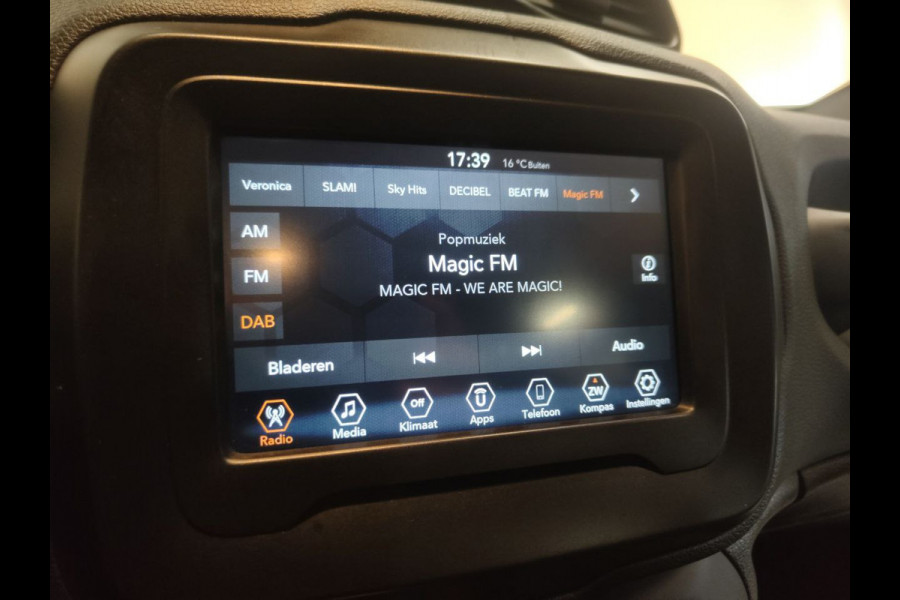 17:39 16 °C Buiten
Veronica SLAM! Sky Hits DECIBEL BEAT FM Magic FM
AM
Popmuziek
Magic FM
MAGIC FM - WE ARE MAGIC!
FM
Info
DAB
Bladeren Audio
Off ZW
Radio Media Klimaat Apps Telefoon Kompas Instellingen